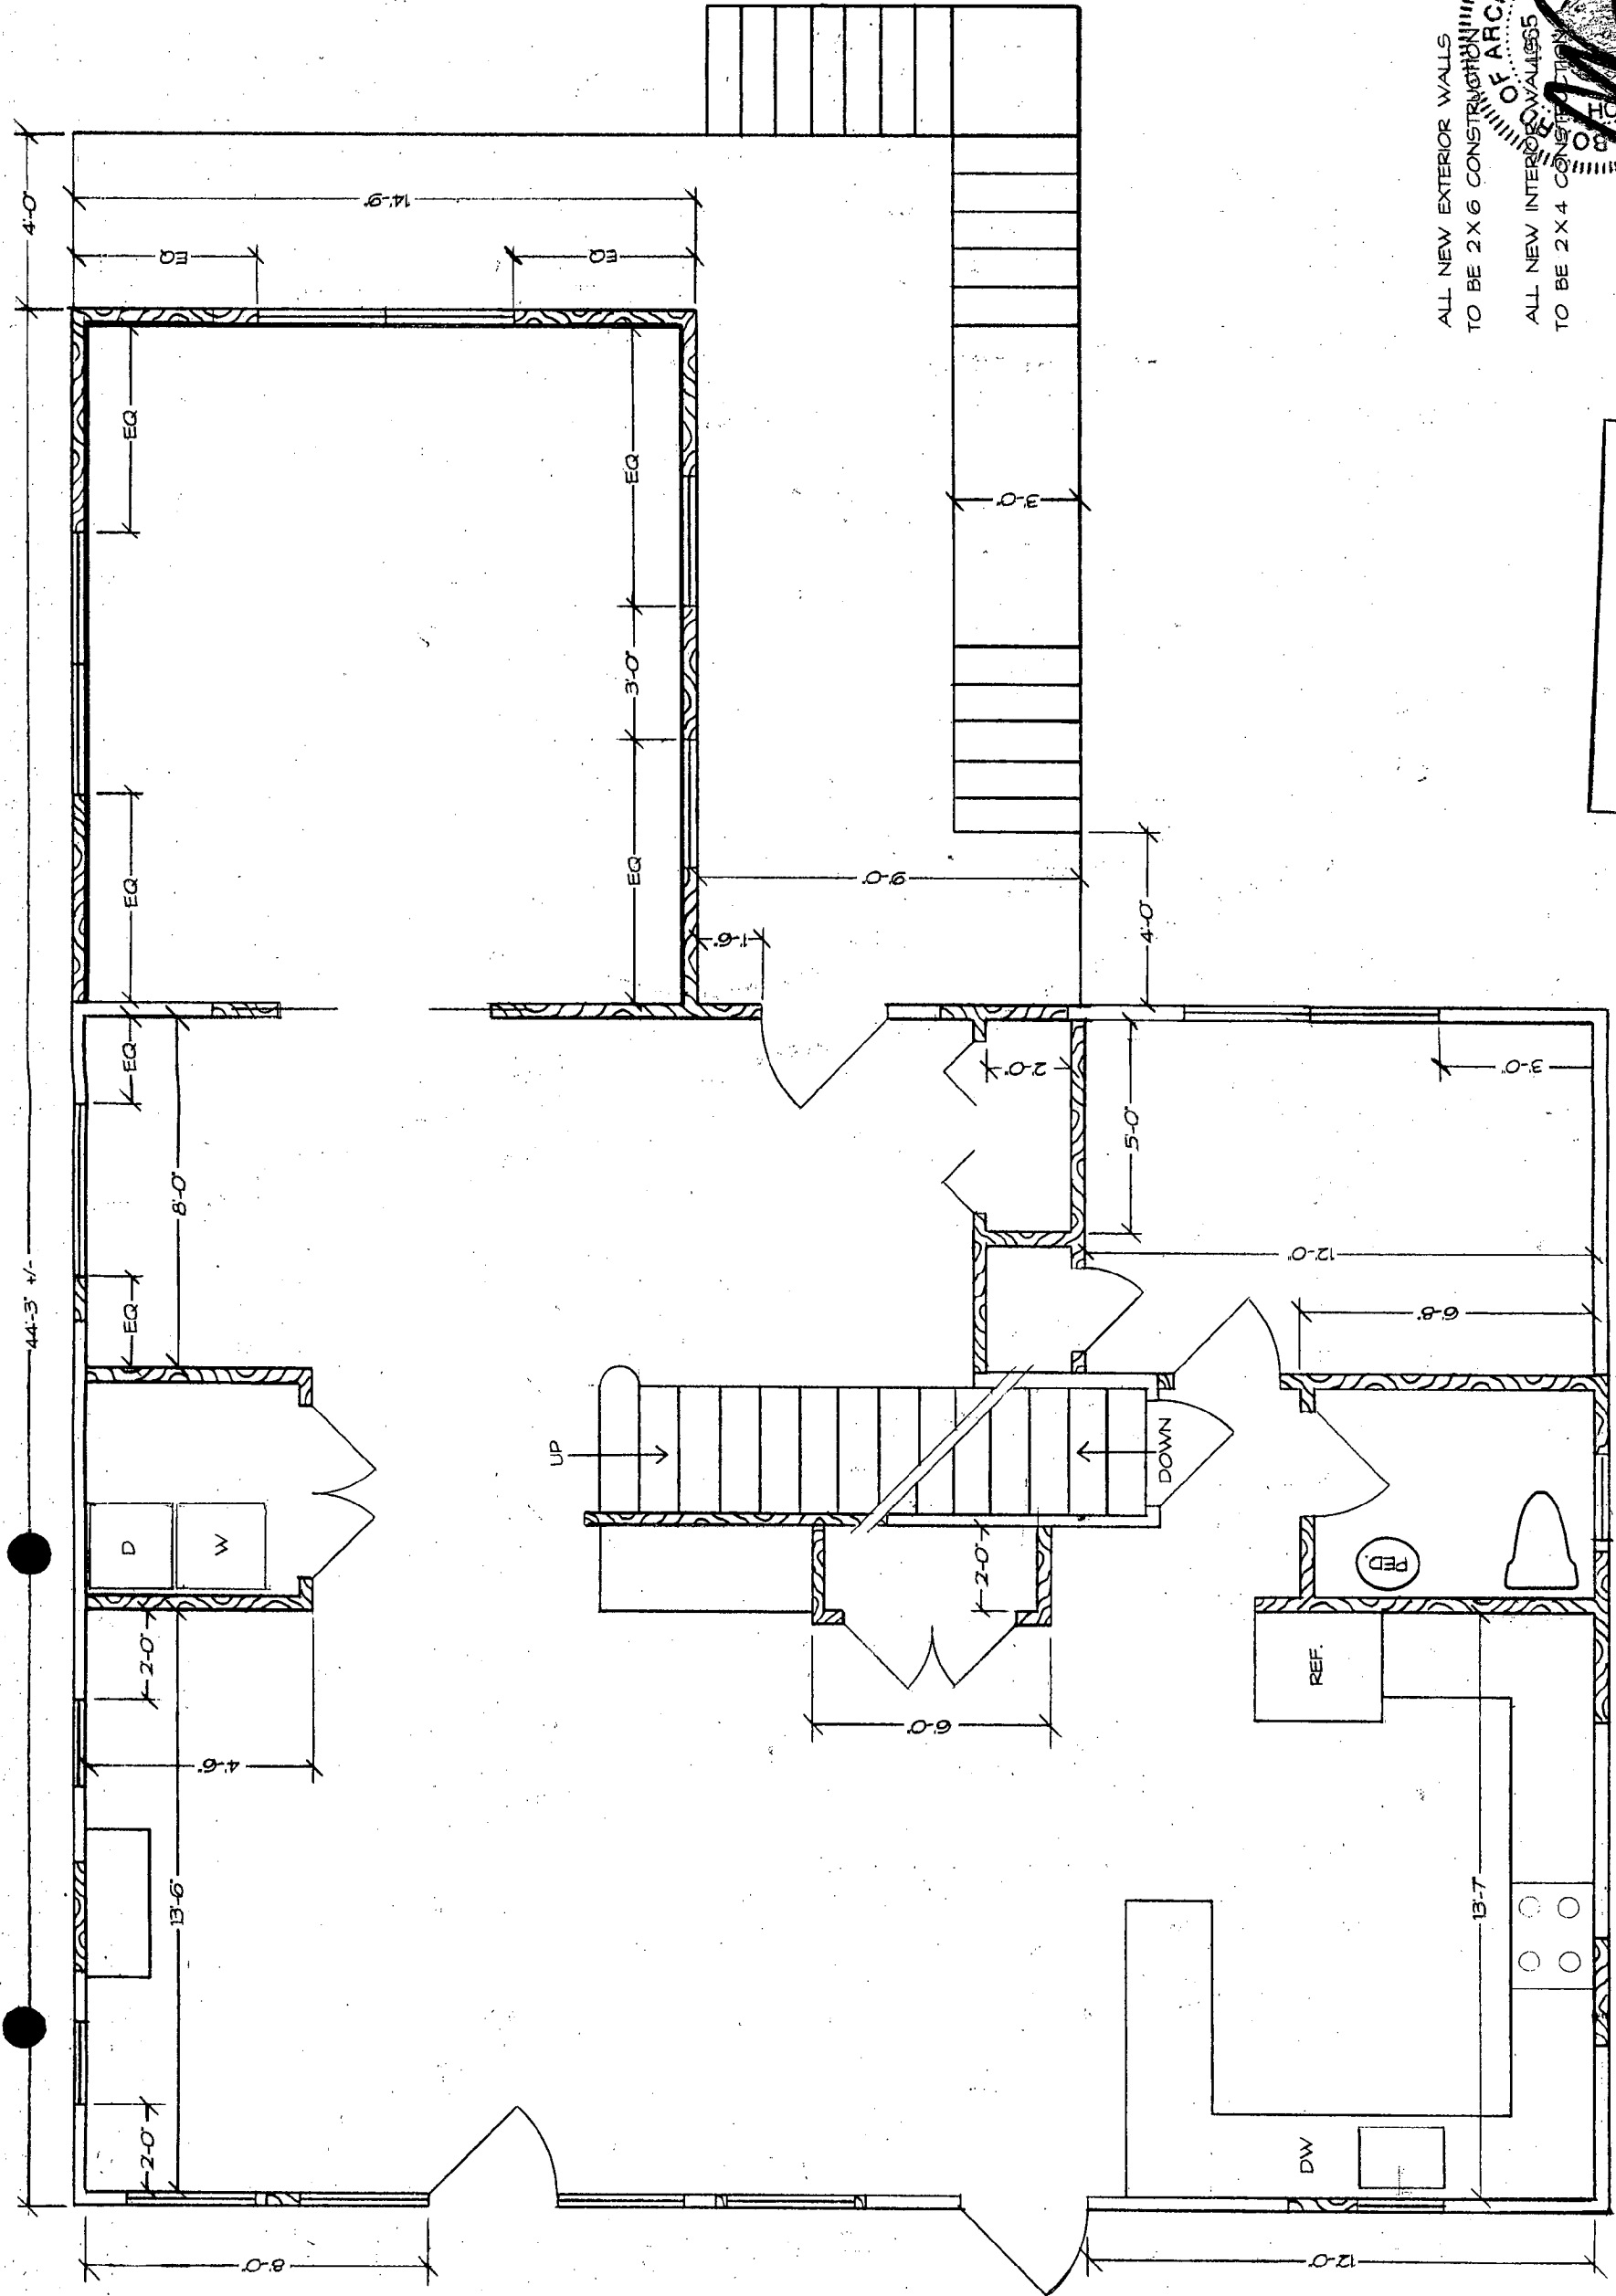 44'-3" +/-
4'-0"
14'-9"
EQ
EQ
EQ
EQ
EQ
3'-0"
EQ
3'-0"
9'-0"
1'-6"
4'-0"
EQ
8'-0"
EQ
2'-0"
5'-0"
3'-0"
12'-0"
6'-8"
UP
DOWN
D
W
2'-0"
4'-6"
13'-6"
2'-0"
2'-0"
6'-0"
PED.
REF.
13'-7"
DW
8'-0"
12'-0"
ALL NEW EXTERIOR WALLS
TO BE 2X6 CONSTRUCTION
ALL NEW INTERIOR WALLS
TO BE 2X4 CONSTRUCTION
OF ARC